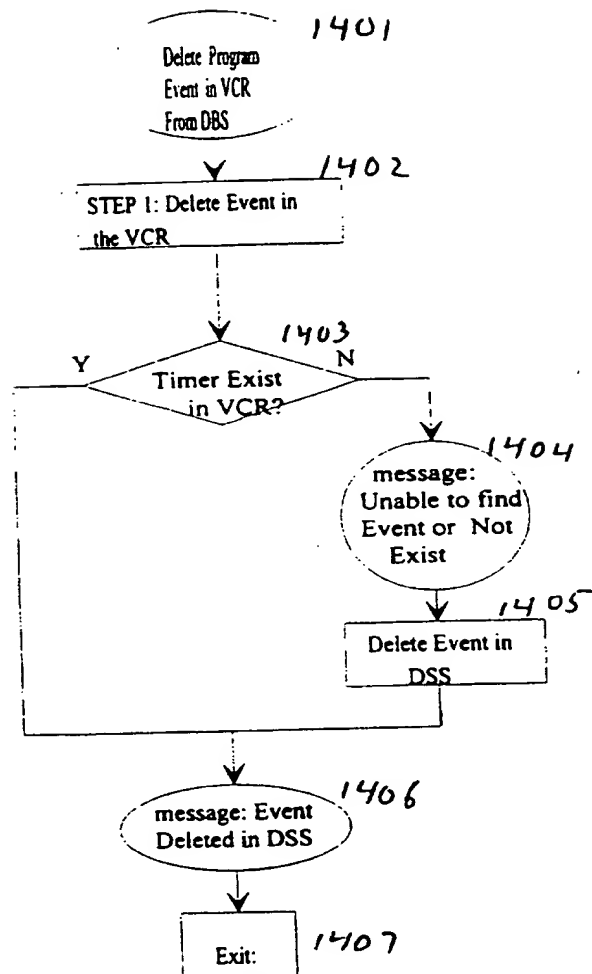 1401
Delete Program
Event in VCR
From DBS
1402
STEP 1: Delete Event in
the VCR
1403
Y
N
Timer Exist
in VCR?
1404
message:
Unable to find
Event or Not
Exist
1405
Delete Event in
DSS
1406
message: Event
Deleted in DSS
1407
Exit: